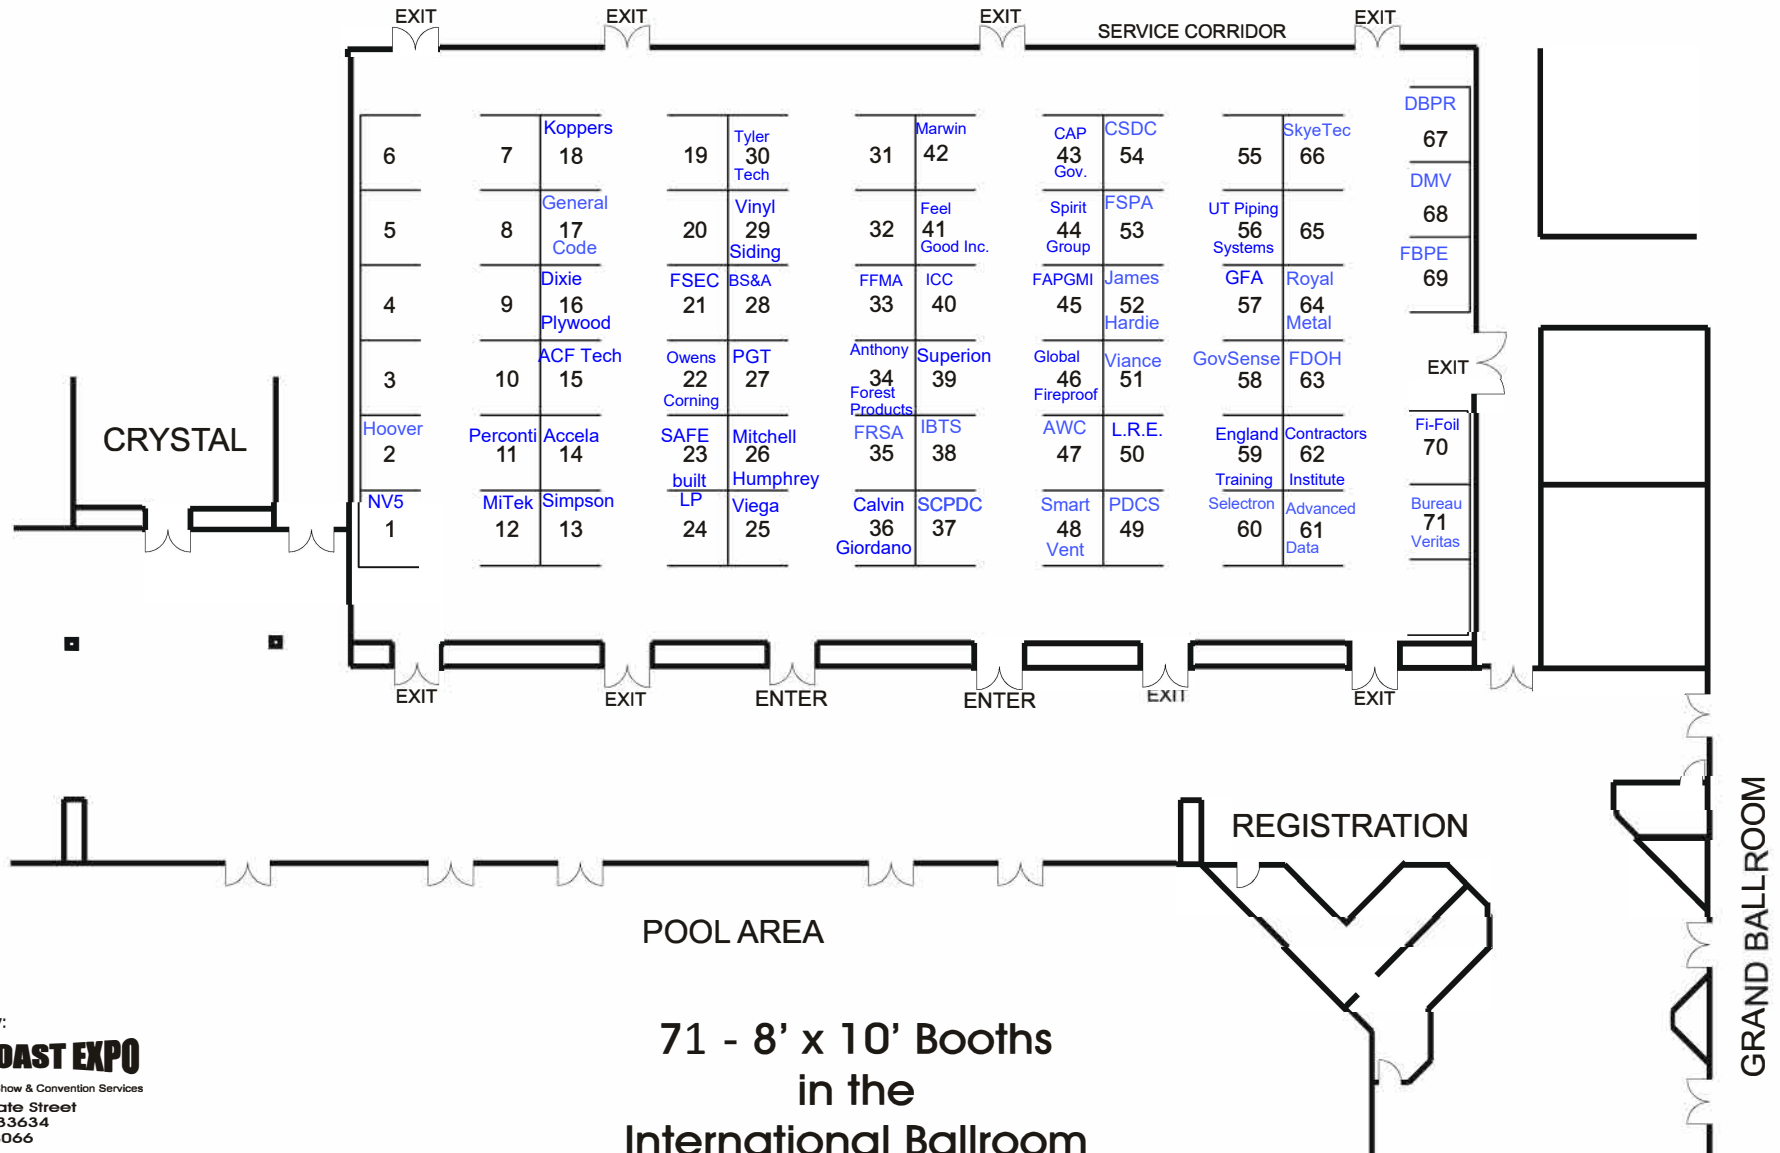 EXIT
EXIT
EXIT
EXIT
SERVICE CORRIDOR
6
7
Koppers
18
19
Tyler
30
Tech
31
Marwin
42
CAP
43
Gov.
CSDC
54
55
SkyeTec
66
DBPR
67
5
8
General
17
Code
20
Vinyl
29
Siding
32
Feel
41
Good Inc.
Spirit
44
Group
FSPA
53
UT Piping
56
Systems
65
DMV
68
4
9
Dixie
16
Plywood
FSEC
21
BS&A
28
FFMA
33
ICC
40
FAPGMI
45
James
52
Hardie
GFA
57
Royal
64
Metal
FBPE
69
3
10
ACF Tech
15
Owens
22
Corning
PGT
27
Anthony
34
Forest
Products
Superion
39
Global
46
Fireproof
Viance
51
GovSense
58
FDOH
63
EXIT
CRYSTAL
Hoover
2
Perconti
11
Accela
14
SAFE
23
built
Mitchell
26
Humphrey
FRSA
35
IBTS
38
AWC
47
L.R.E.
50
England
59
Training
Contractors
62
Institute
Fi-Foil
70
NV5
1
MiTek
12
Simpson
13
LP
24
Viega
25
Calvin
36
Giordano
SCPDC
37
Smart
48
Vent
PDCS
49
Selectron
60
Advanced
61
Data
Bureau
71
Veritas
EXIT
EXIT
ENTER
ENTER
EXIT
EXIT
REGISTRATION
POOL AREA
GRAND BALLROOM
71 - 8' x 10' Booths
in the
International Ballroom
EXPO
& Convention Services
Street
33634